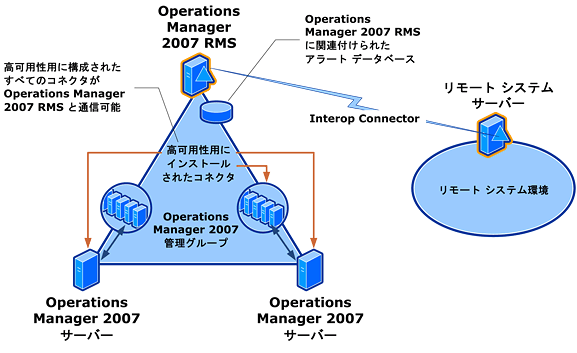 Operations
Manager
2007 RMS
Operations
Manager 2007 RMS
に関連付けられた
アラート データベース
高可用性用に構成された
すべてのコネクタが
Operations Manager
2007 RMS と通信可能
リモート システム
サーバー
Interop Connector
高可用性用に
インストール
されたコネクタ
リモート システム環境
Operations
Manager 2007
管理グループ
Operations
Manager 2007
サーバー
Operations
Manager 2007
サーバー